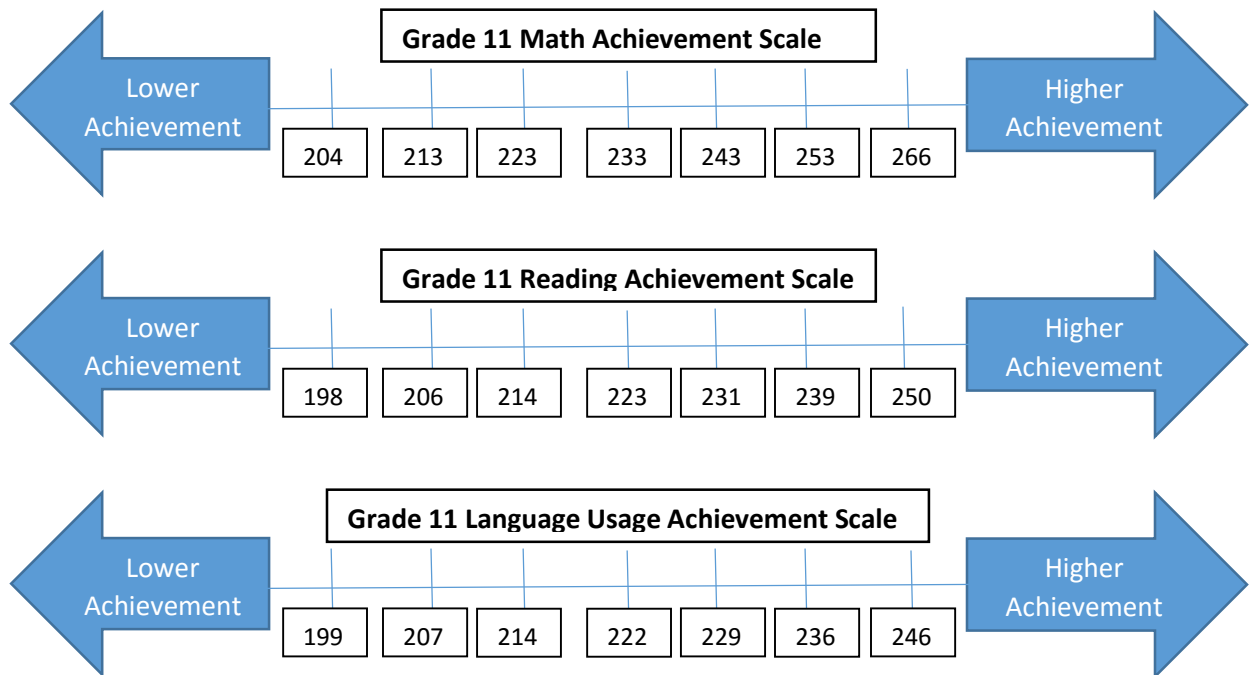 Grade 11 Math Achievement Scale
Lower
Achievement
Higher
Achievement
204 213 223 233 243 253 266
Grade 11 Reading Achievement Scale
Lower
Achievement
Higher
Achievement
198 206 214 223 231 239 250
Grade 11 Language Usage Achievement Scale
Lower
Achievement
Higher
Achievement
199 207 214 222 229 236 246